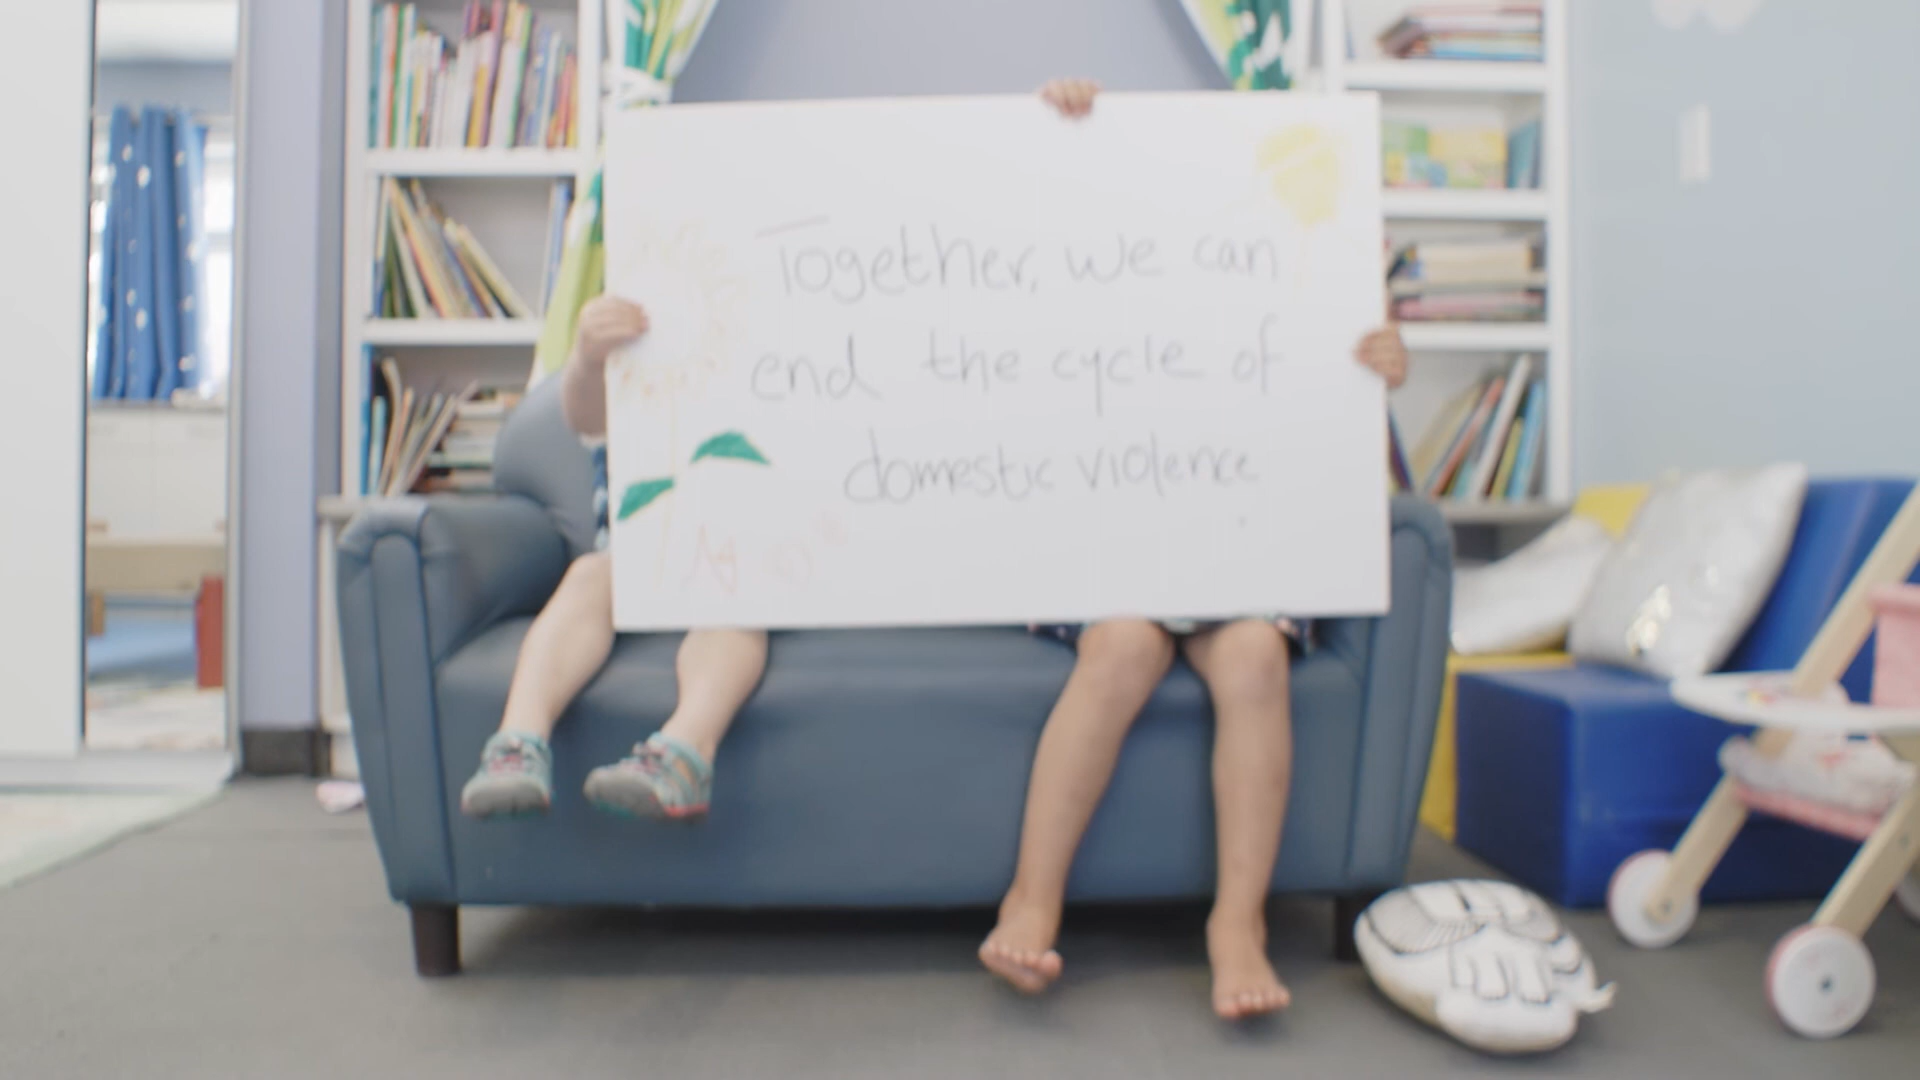 Together, we can
end the cycle of
domestic violence